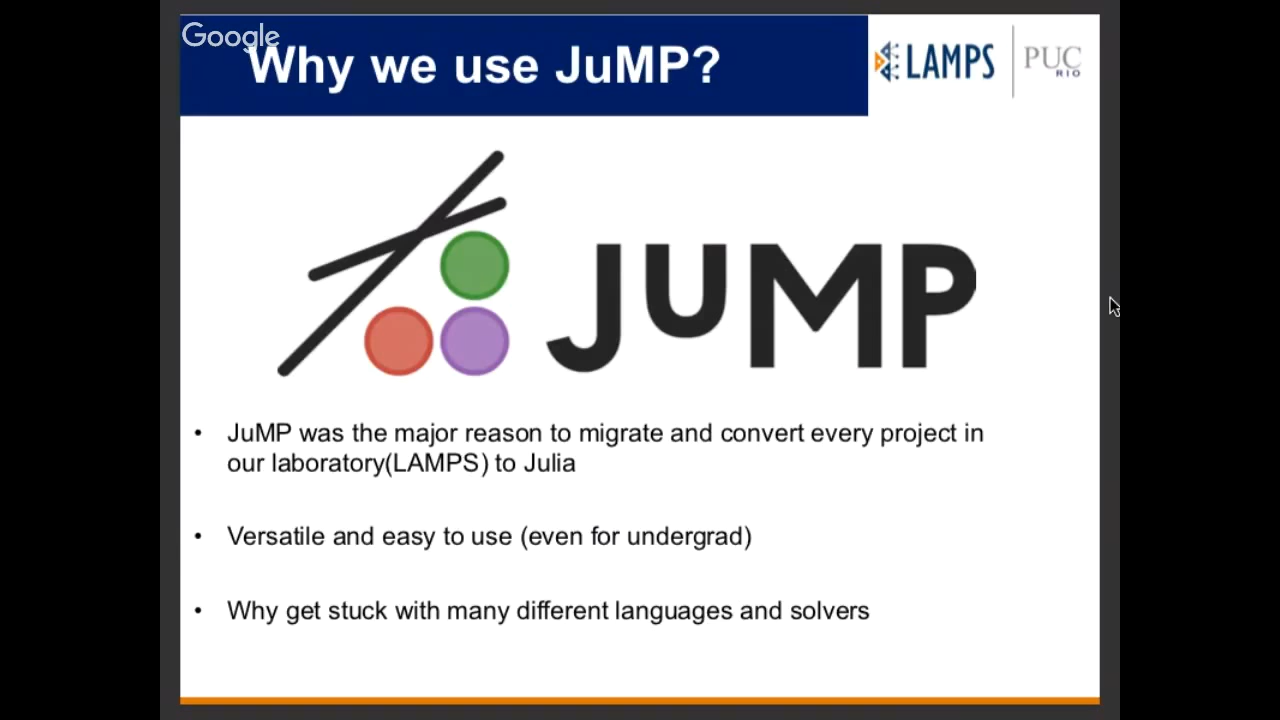 Google
Why we use JuMP?
LAMPS
PUC
RIO
JuMP
• JuMP was the major reason to migrate and convert every project in
our laboratory(LAMPS) to Julia
• Versatile and easy to use (even for undergrad)
• Why get stuck with many different languages and solvers